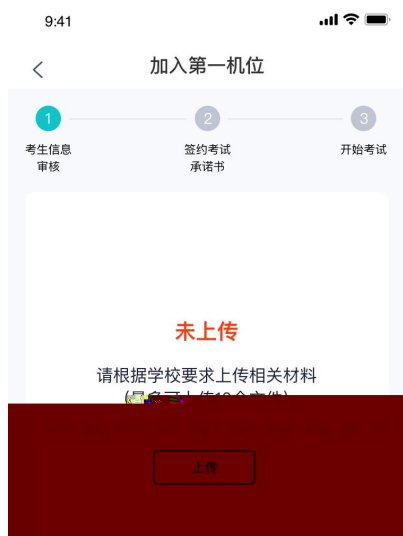 9:41
加入第一机位
1
2
3
考生信息
审核
签约考试
承诺书
开始考试
未上传
请根据学校要求上传相关材料
上传